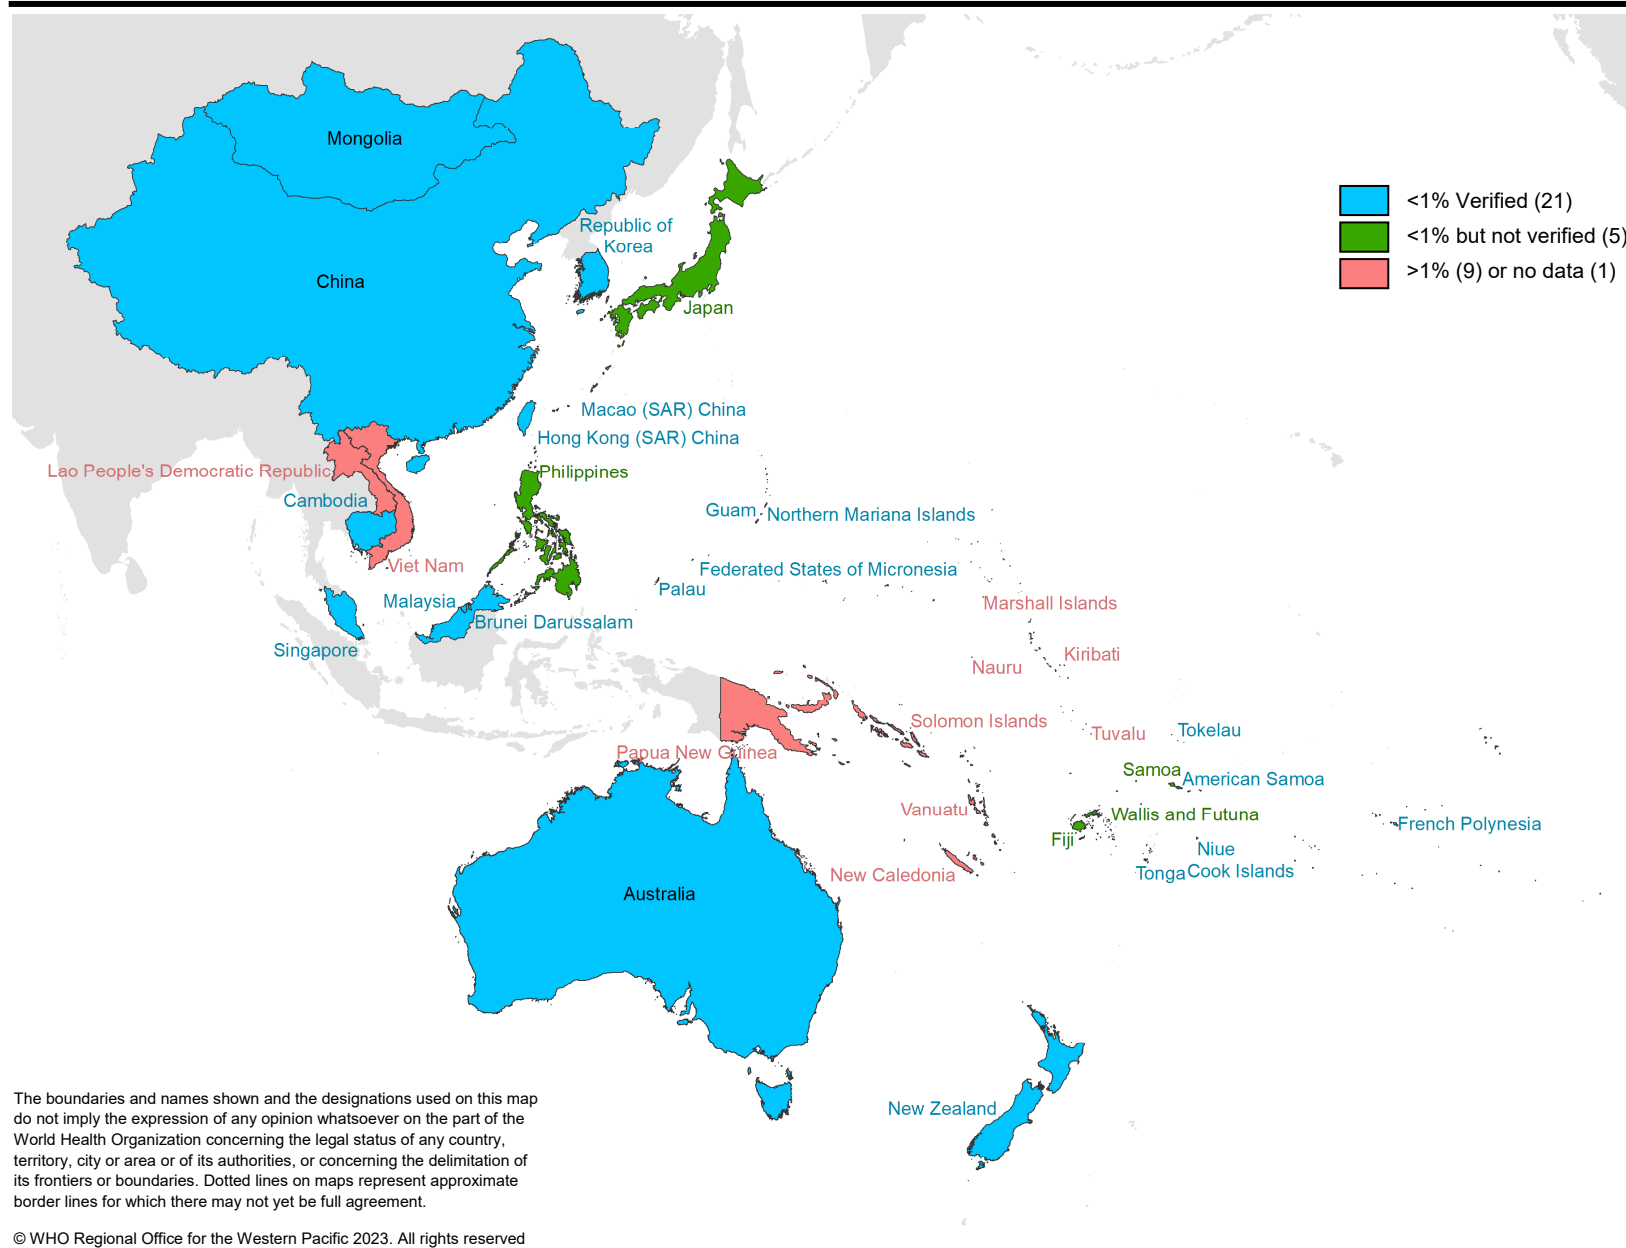 Mongolia
<1% Verified (21)
Republic of
Korea
<1% but not verified (5)
>1% (9) or no data (1)
China
Japan
Macao (SAR) China
Hong Kong (SAR) China
Lao People's Democratic Republic
Philippines
Cambodia
Guam
Northern Mariana Islands
Viet Nam
Federated States of Micronesia
Palau
Malaysia
Marshall Islands
Brunei Darussalam
Singapore
Kiribati
Nauru
Solomon Islands
Tuvalu
Tokelau
Papua New Guinea
Samoa
American Samoa
Vanuatu
Wallis and Futuna
French Polynesia
Fiji
Niue
New Caledonia
Tonga
Cook Islands
Australia
New Zealand
The boundaries and names shown and the designations used on this map
do not imply the expression of any opinion whatsoever on the part of the
World Health Organization concerning the legal status of any country,
territory, city or area or of its authorities, or concerning the delimitation of
its frontiers or boundaries. Dotted lines on maps represent approximate
border lines for which there may not yet be full agreement.
© WHO Regional Office for the Western Pacific 2023. All rights reserved